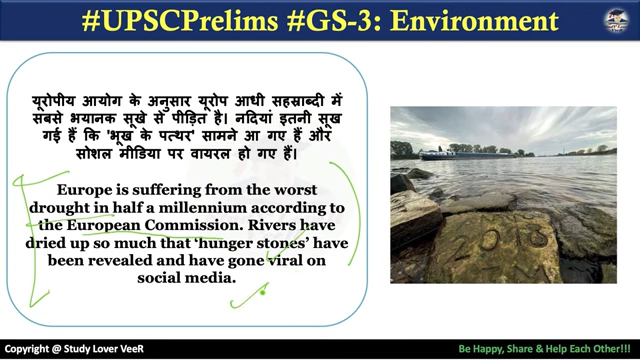 #UPSCPrelims #GS-3: Environment
यूरोपीय आयोग के अनुसार यूरोप आधी सहस्राब्दी में
सबसे भयानक सूखे से पीड़ित है। नदियां इतनी सूख
गई हैं कि 'भूख के पत्थर' सामने आ गए हैं और
सोशल मीडिया पर वायरल हो गए हैं।
Europe is suffering from the worst
drought in half a millennium according to
the European Commission. Rivers have
dried up so much that 'hunger stones' have
been revealed and have gone viral on
social media.
2018
Copyright @ Study Lover VeeR
Be Happy, Share & Help Each Other!!!